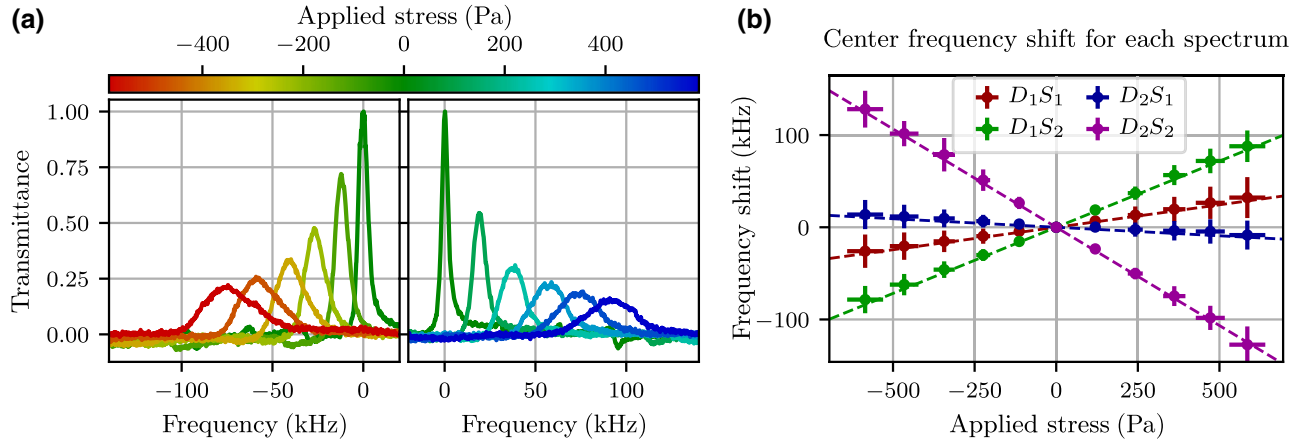 (a)
Applied stress (Pa)
−400 −200 0 200 400
Transmittance
1.00
0.75
0.50
0.25
0.00
−100 −50 0
0 50 100
Frequency (kHz)
Frequency (kHz)
(b)
Center frequency shift for each spectrum
D₁S₁ D₂S₁
D₁S₂ D₂S₂
Frequency shift (kHz)
100
0
−100
−500 −250 0 250 500
Applied stress (Pa)